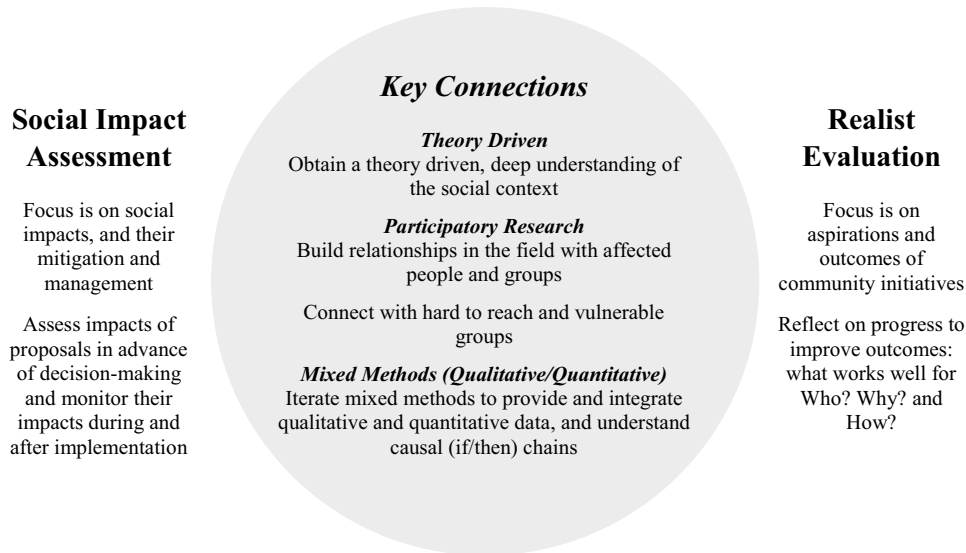 Social Impact
Assessment
Focus is on social
impacts, and their
mitigation and
management
Assess impacts of
proposals in advance
of decision-making
and monitor their
impacts during and
after implementation
Key Connections
Theory Driven
Obtain a theory driven, deep understanding of
the social context
Participatory Research
Build relationships in the field with affected
people and groups
Connect with hard to reach and vulnerable
groups
Mixed Methods (Qualitative/Quantitative)
Iterate mixed methods to provide and integrate
qualitative and quantitative data, and understand
causal (if/then) chains
Realist
Evaluation
Focus is on
aspirations and
outcomes of
community initiatives
Reflect on progress to
improve outcomes:
what works well for
Who? Why? and
How?